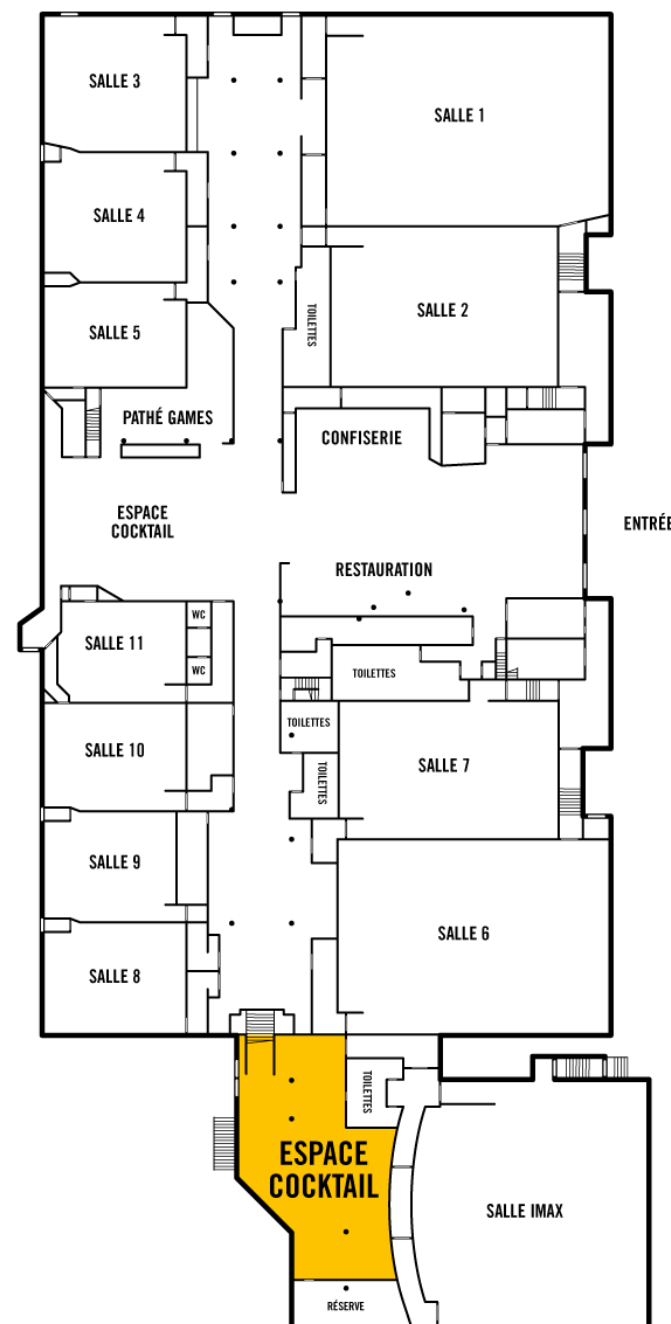 SALLE 3
SALLE 1
SALLE 4
SALLE 2
TOILETTES
SALLE 5
PATHÉ GAMES
CONFISERIE
ESPACE
COCKTAIL
ENTRÉE
RESTAURATION
WC
SALLE 11
WC
TOILETTES
TOILETTES
SALLE 10
TOILETTES
SALLE 7
SALLE 9
SALLE 6
SALLE 8
TOILETTES
ESPACE
COCKTAIL
SALLE IMAX
RÉSERVE